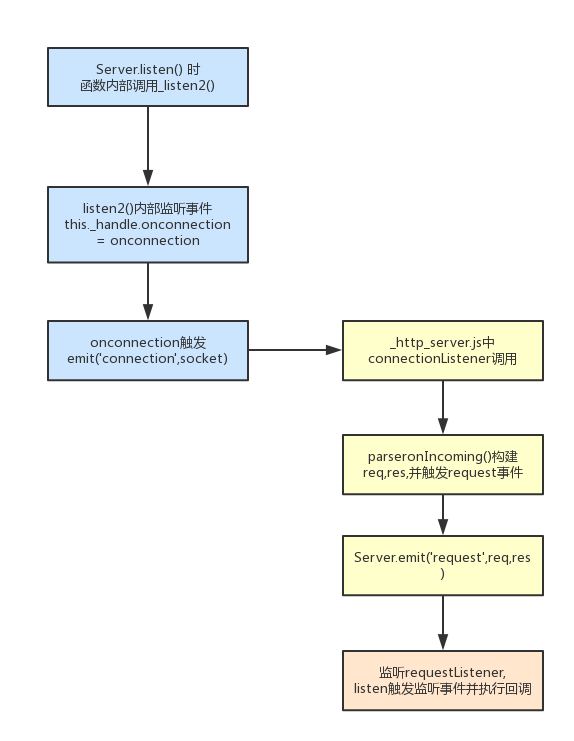 Server.listen() 时
函数内部调用_listen2()
listen2()内部监听事件
this._handle.onconnection
= onconnection
onconnection触发
emit('connection',socket)
_http_server.js中
connectionListener调用
parseronIncoming()构建
req,res,并触发request事件
Server.emit('request',req,res
)
监听requestListener,
listen触发监听事件并执行回调